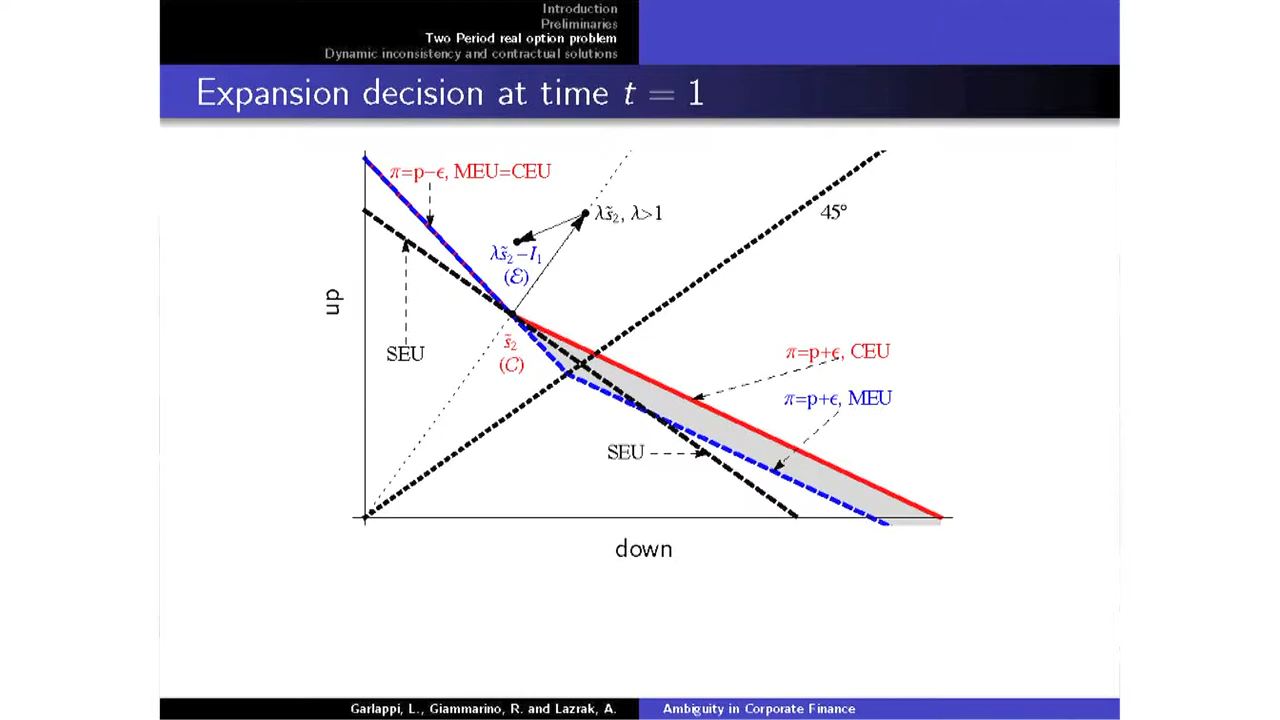 Introduction
Preliminaries
Two Period real option problem
Dynamic inconsistency and contractual solutions
Expansion decision at time t = 1
π=p−ϵ, MEU=CEU
λs̃₂, λ>1
45°
λs̃₂−I₁
(ℰ)
up
SEU
s̃₂
(C)
π=p+ϵ, CEU
π=p+ϵ, MEU
SEU
down
Garlappi, L., Giammarino, R. and Lazrak, A.
Ambiguity in Corporate Finance